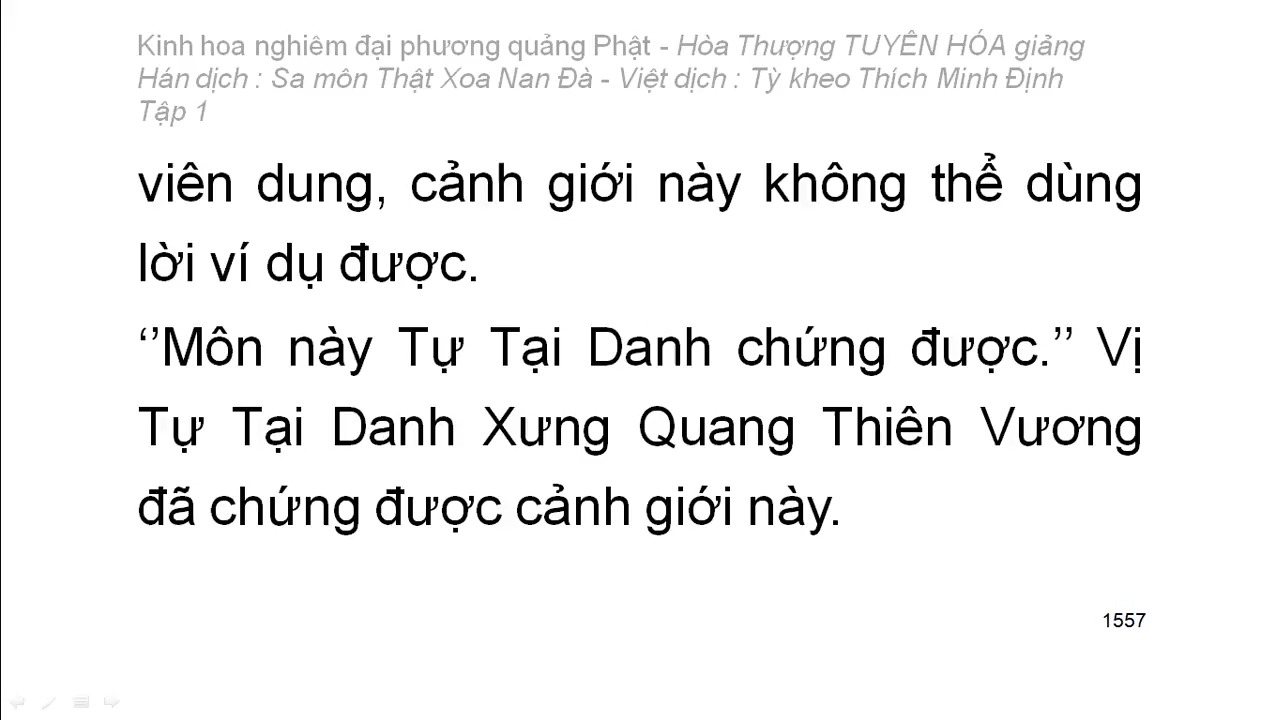 Kinh hoa nghiêm đại phương quảng Phật - Hòa Thượng TUYÊN HÓA giảng
Hán dịch : Sa môn Thật Xoa Nan Đà - Việt dịch : Tỳ kheo Thích Minh Định
Tập 1
viên dung, cảnh giới này không thể dùng
lời ví dụ được.
‘’Môn này Tự Tại Danh chứng được.’’ Vị
Tự Tại Danh Xưng Quang Thiên Vương
đã chứng được cảnh giới này.
1557